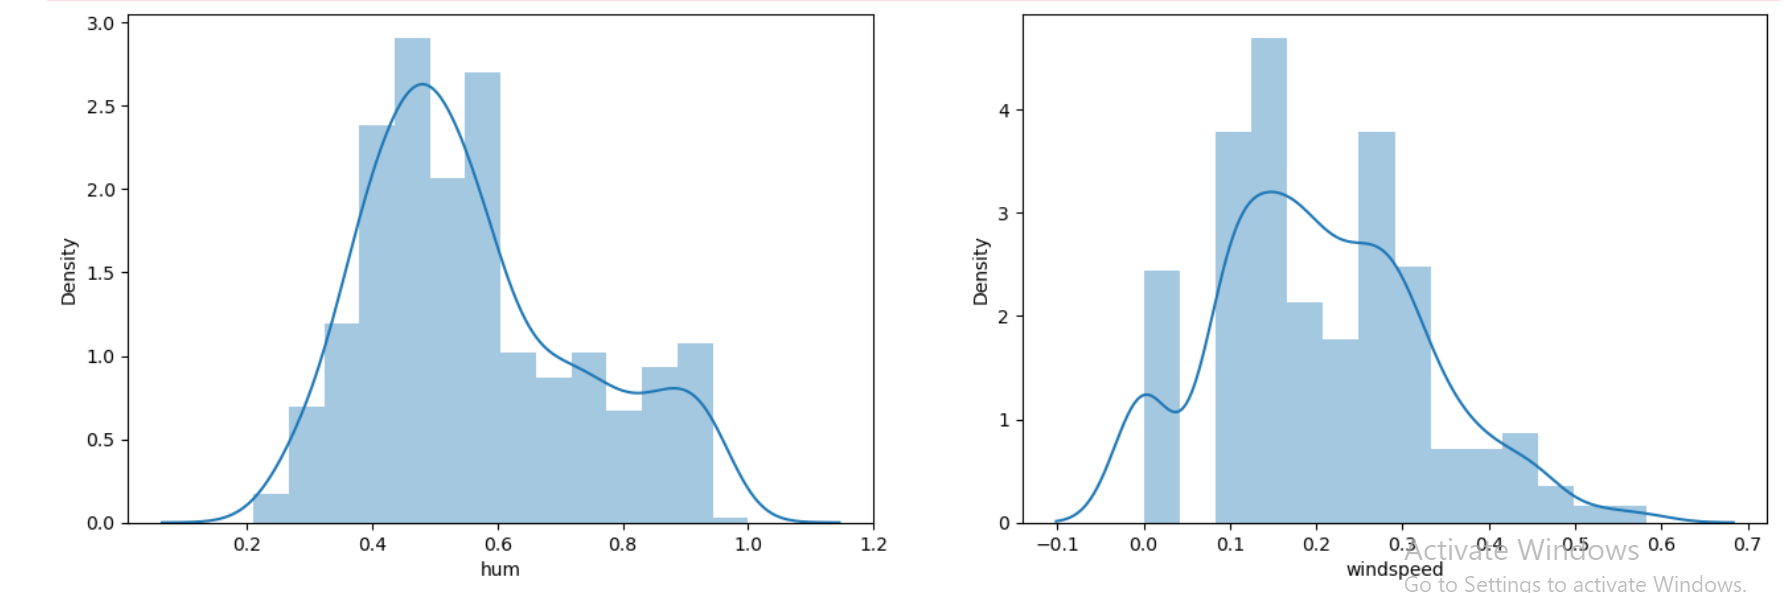 3.0
2.5
2.0
1.5
1.0
0.5
0.0
Density
0.2 0.4 0.6 0.8 1.0 1.2
hum
4
3
2
1
0
Density
−0.1 0.0 0.1 0.2 0.3 0.4 0.5 0.6 0.7
windspeed
Activate Windows
Go to Settings to activate Windows.